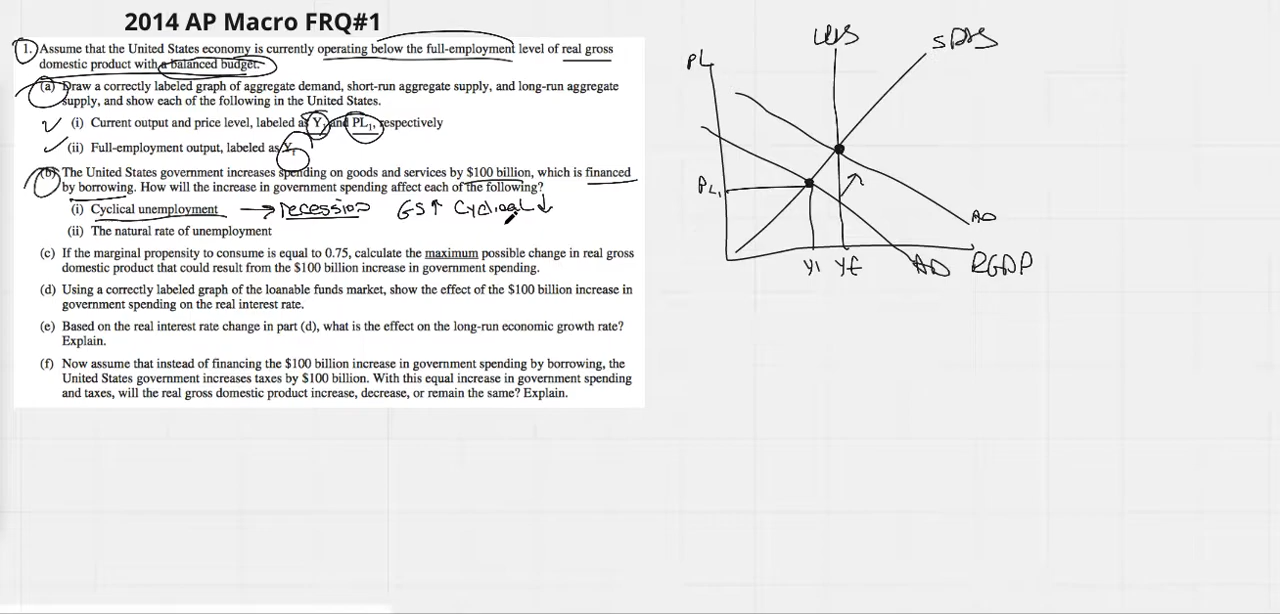 2014 AP Macro FRQ#1
1. Assume that the United States economy is currently operating below the full-employment level of real gross
domestic product with a balanced budget.
(a) Draw a correctly labeled graph of aggregate demand, short-run aggregate supply, and long-run aggregate
supply, and show each of the following in the United States.
(i) Current output and price level, labeled as Y1 and PL1, respectively
(ii) Full-employment output, labeled as Yf
(b) The United States government increases spending on goods and services by $100 billion, which is financed
by borrowing. How will the increase in government spending affect each of the following?
(i) Cyclical unemployment → recession GS↑ Cyclical ↓
(ii) The natural rate of unemployment
(c) If the marginal propensity to consume is equal to 0.75, calculate the maximum possible change in real gross
domestic product that could result from the $100 billion increase in government spending.
(d) Using a correctly labeled graph of the loanable funds market, show the effect of the $100 billion increase in
government spending on the real interest rate.
(e) Based on the real interest rate change in part (d), what is the effect on the long-run economic growth rate?
Explain.
(f) Now assume that instead of financing the $100 billion increase in government spending by borrowing, the
United States government increases taxes by $100 billion. With this equal increase in government spending
and taxes, will the real gross domestic product increase, decrease, or remain the same? Explain.
PL
PL1
AD
Y1 Yf AD RGDP